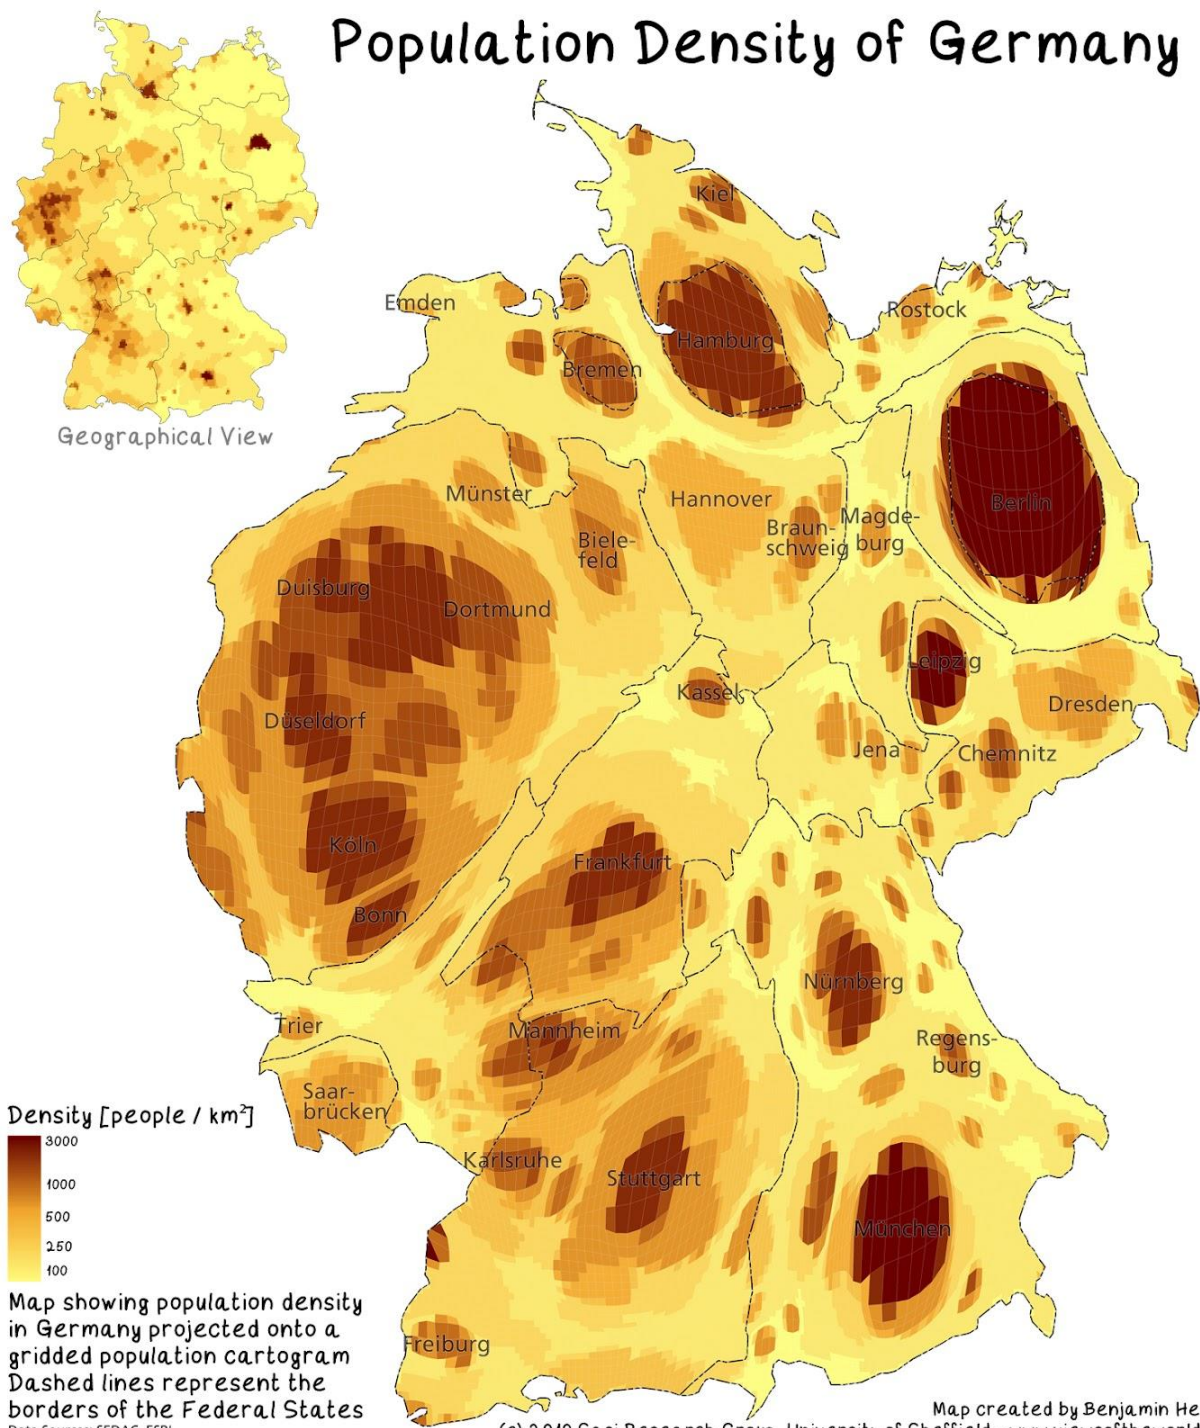 Population Density of Germany
Geographical View
Kiel
Emden
Rostock
Hamburg
Bremen
Berlin
Münster
Hannover
Braun-
schweig
Magde-
burg
Biele-
feld
Duisburg
Dortmund
Leipzig
Kassel
Dresden
Düseldorf
Jena
Chemnitz
Köln
Frankfurt
Bonn
Nürnberg
Trier
Mannheim
Regens-
burg
Saar-
brücken
Karlsruhe
Stuttgart
München
Freiburg
Density [people / km²]
3000
1000
500
250
100
Map showing population density
in Germany projected onto a
gridded population cartogram
Dashed lines represent the
borders of the Federal States
Map created by Benjamin He